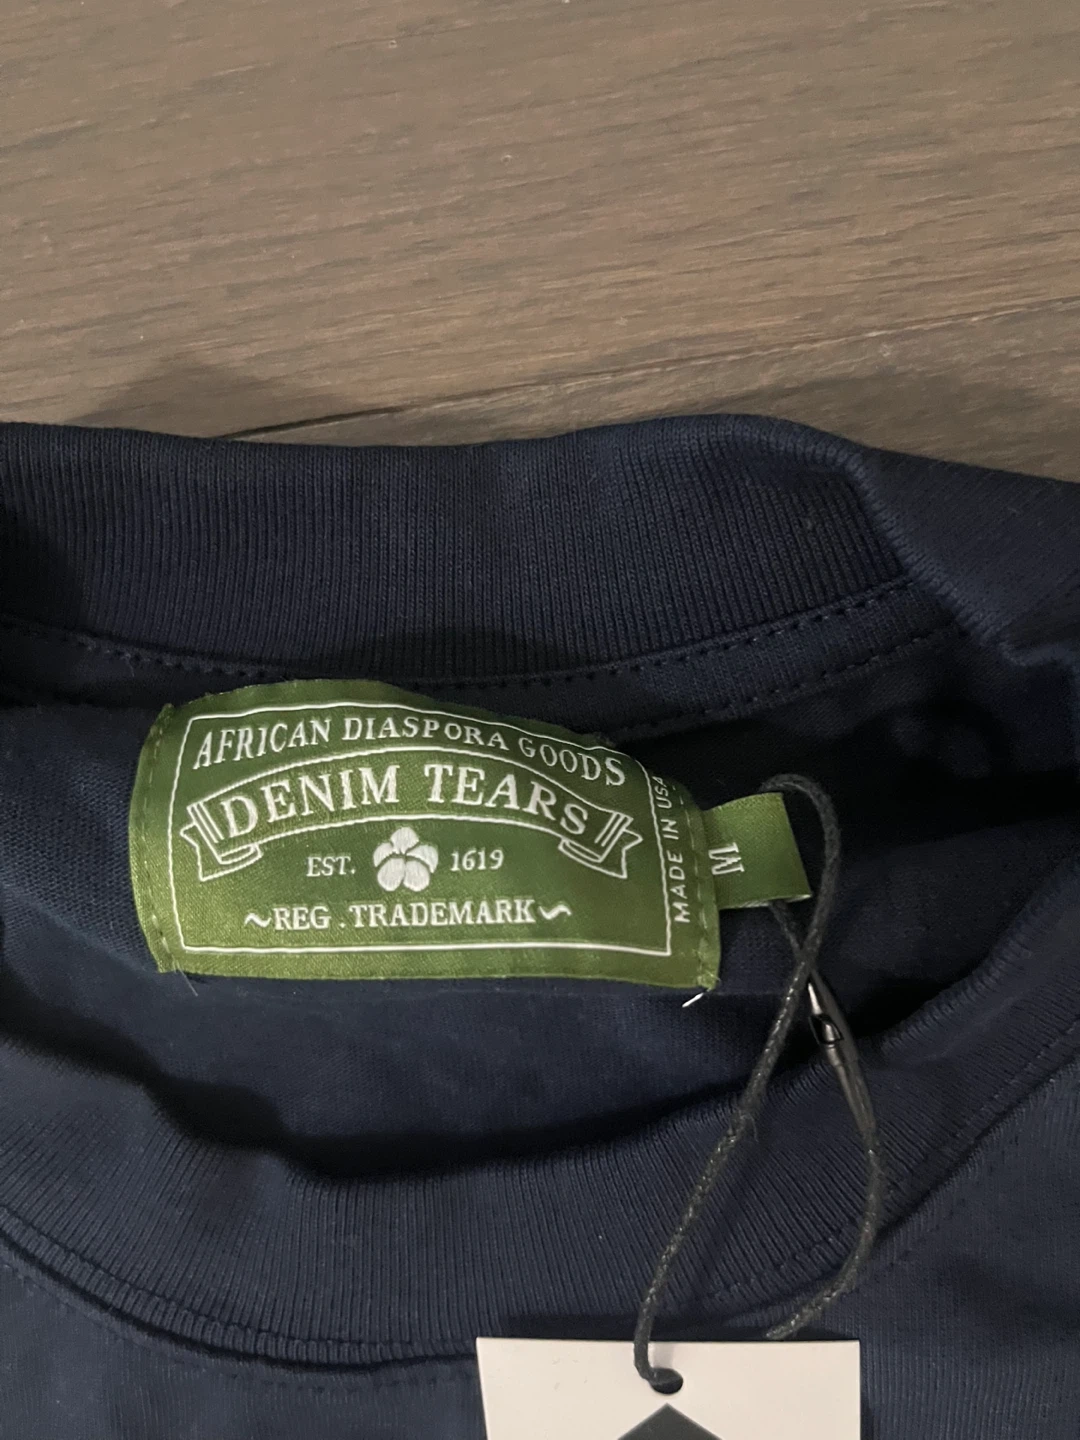 AFRICAN DIASPORA GOODS
DENIM TEARS
EST. 1619
~REG .TRADEMARK~
MADE IN USA
M